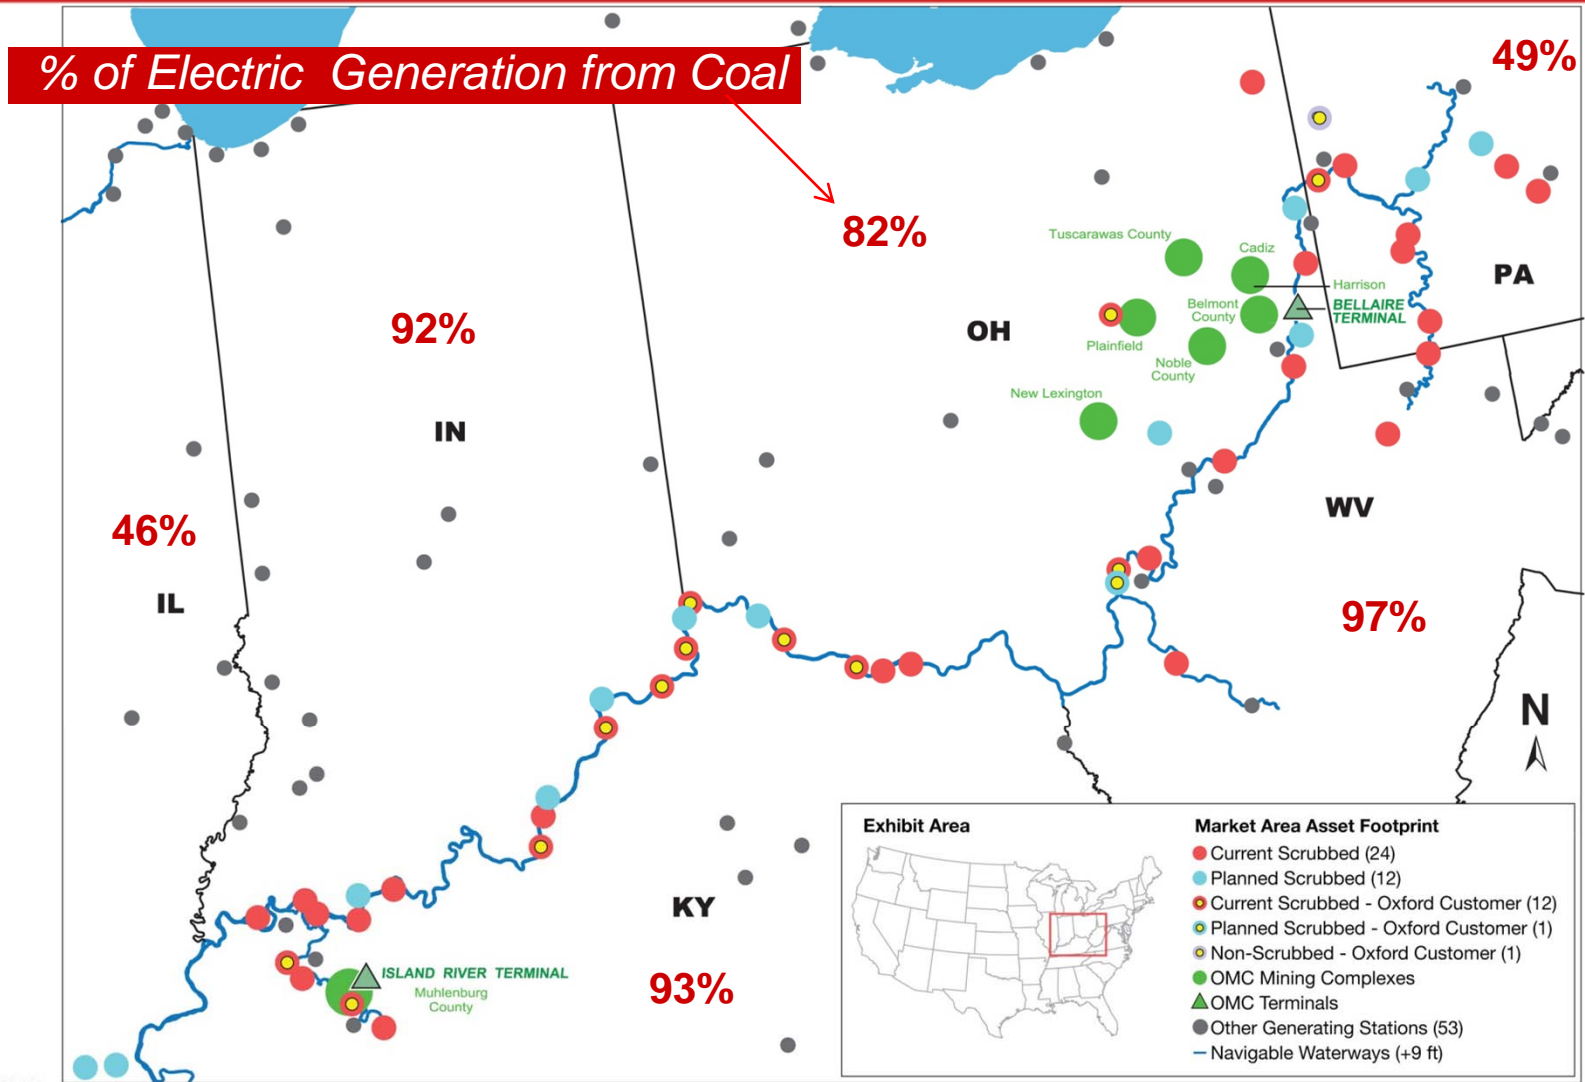 % of Electric Generation from Coal
49%
82%
Tuscarawas County
Cadiz
PA
Harrison
Belmont
County
BELLAIRE
TERMINAL
92%
OH
Plainfield
Noble
County
New Lexington
IN
WV
46%
IL
97%
N
KY
93%
ISLAND RIVER TERMINAL
Muhlenburg
County
Exhibit Area
Market Area Asset Footprint
Current Scrubbed (24)
Planned Scrubbed (12)
Current Scrubbed - Oxford Customer (12)
Planned Scrubbed - Oxford Customer (1)
Non-Scrubbed - Oxford Customer (1)
OMC Mining Complexes
OMC Terminals
Other Generating Stations (53)
Navigable Waterways (+9 ft)